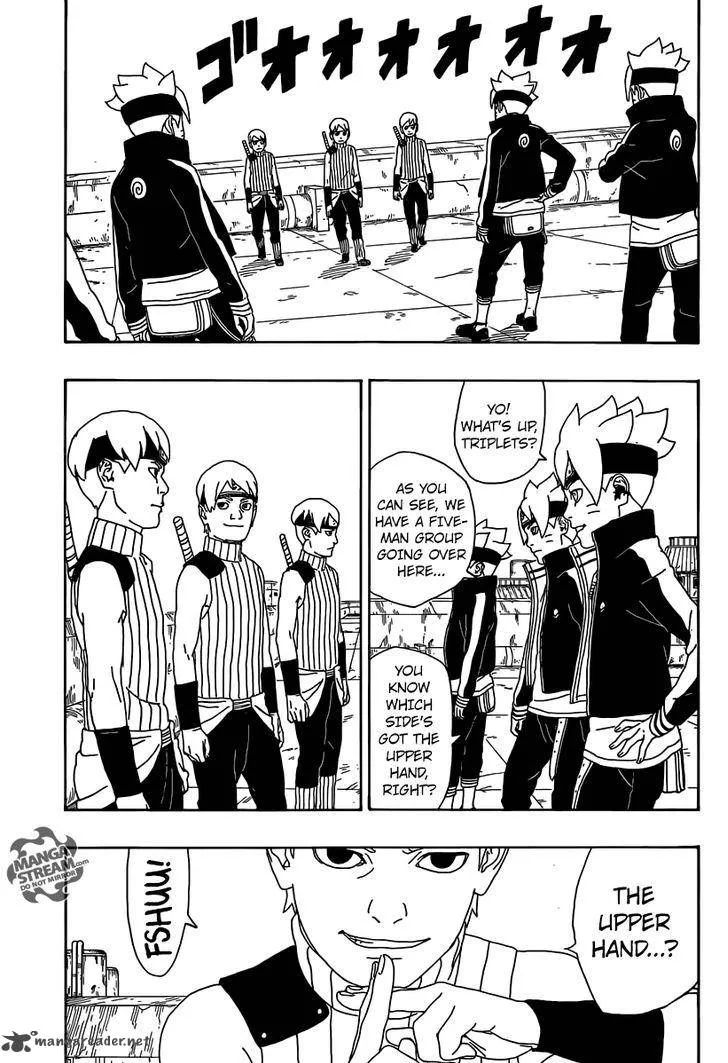 ゴオオオオオオ
YO!
WHAT'S UP,
TRIPLETS?
AS YOU
CAN SEE, WE
HAVE A FIVE-
MAN GROUP
GOING OVER
HERE...
YOU
KNOW
WHICH
SIDE'S
GOT THE
UPPER
HAND,
RIGHT?
THE
UPPER
HAND...?
FSHUU!
MANGA
STREAM.com
DO NOT MIRROR
mangareader.net